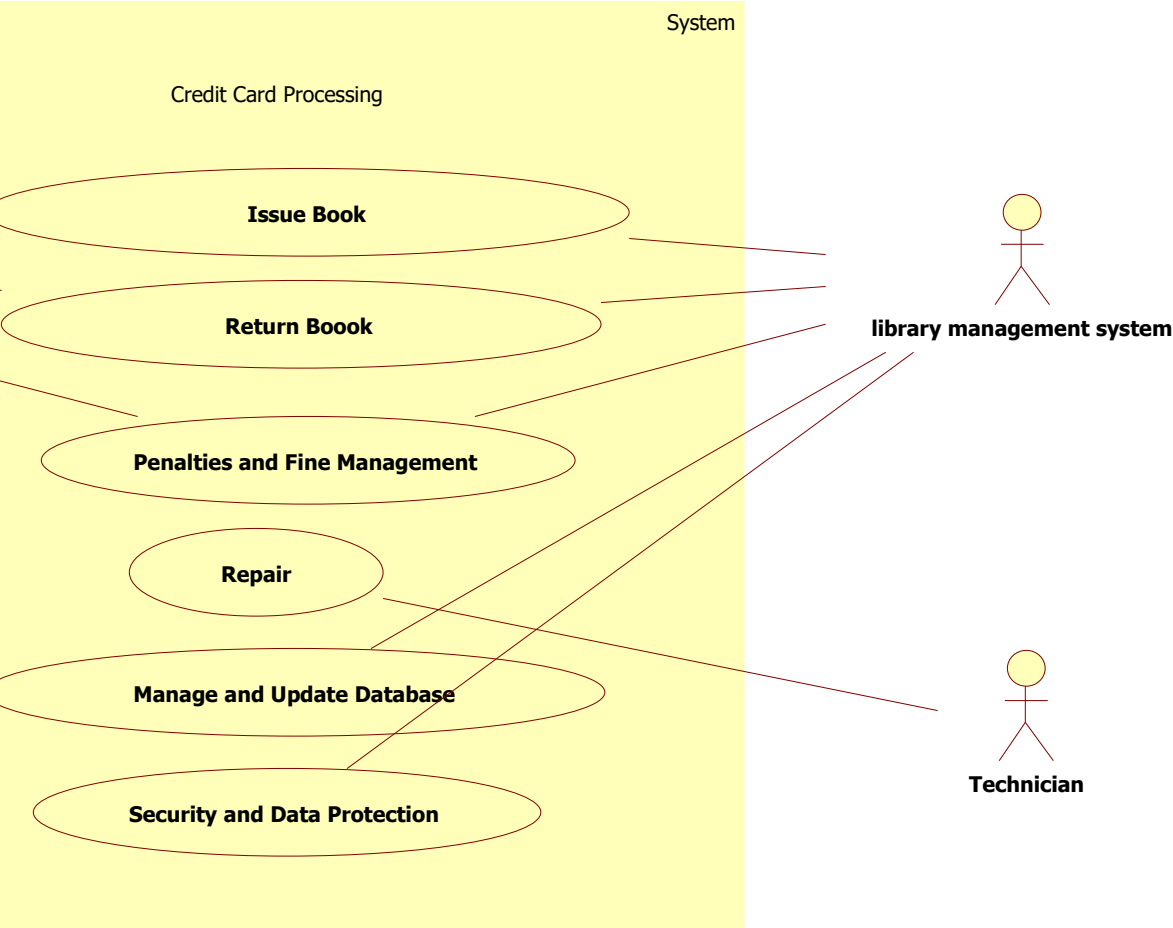 System
Credit Card Processing
Issue Book
Return Boook
library management system
Penalties and Fine Management
Repair
Manage and Update Database
Technician
Security and Data Protection